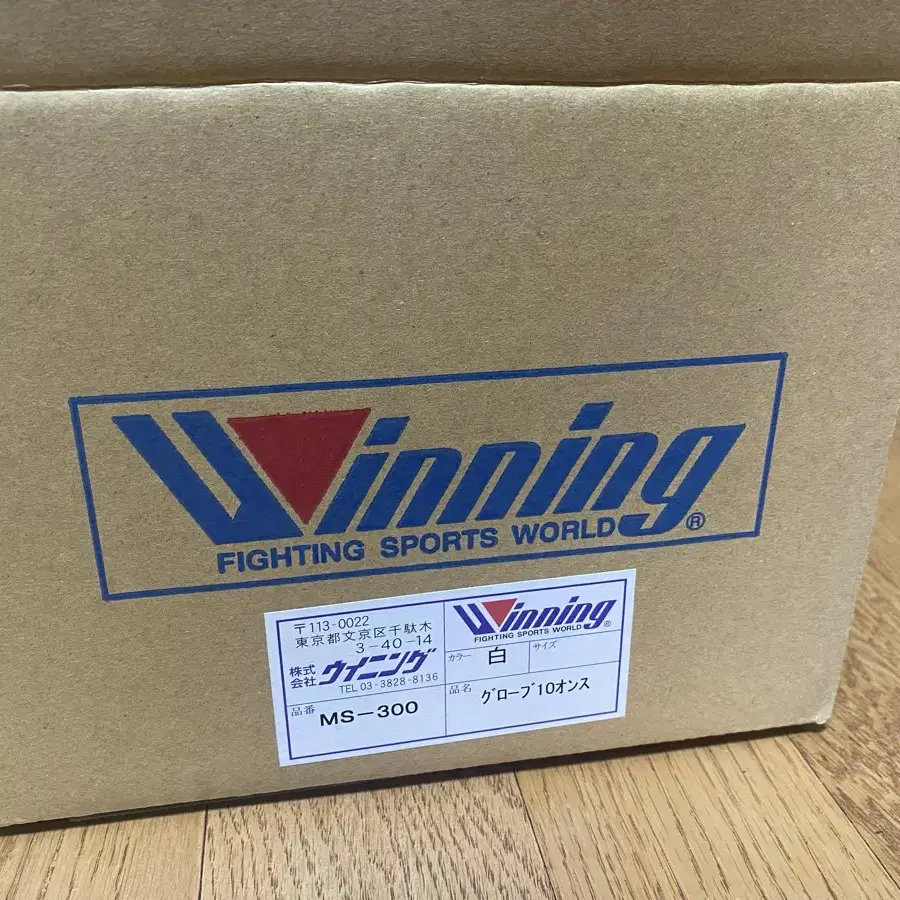 Winning®
FIGHTING SPORTS WORLD
〒113-0022
東京都文京区千駄木
3-40-14
株式会社 ウイニング
TEL 03-3828-8136
品番 MS-300
Winning®
FIGHTING SPORTS WORLD
カラー 白 サイズ
品名 グローブ10オンス